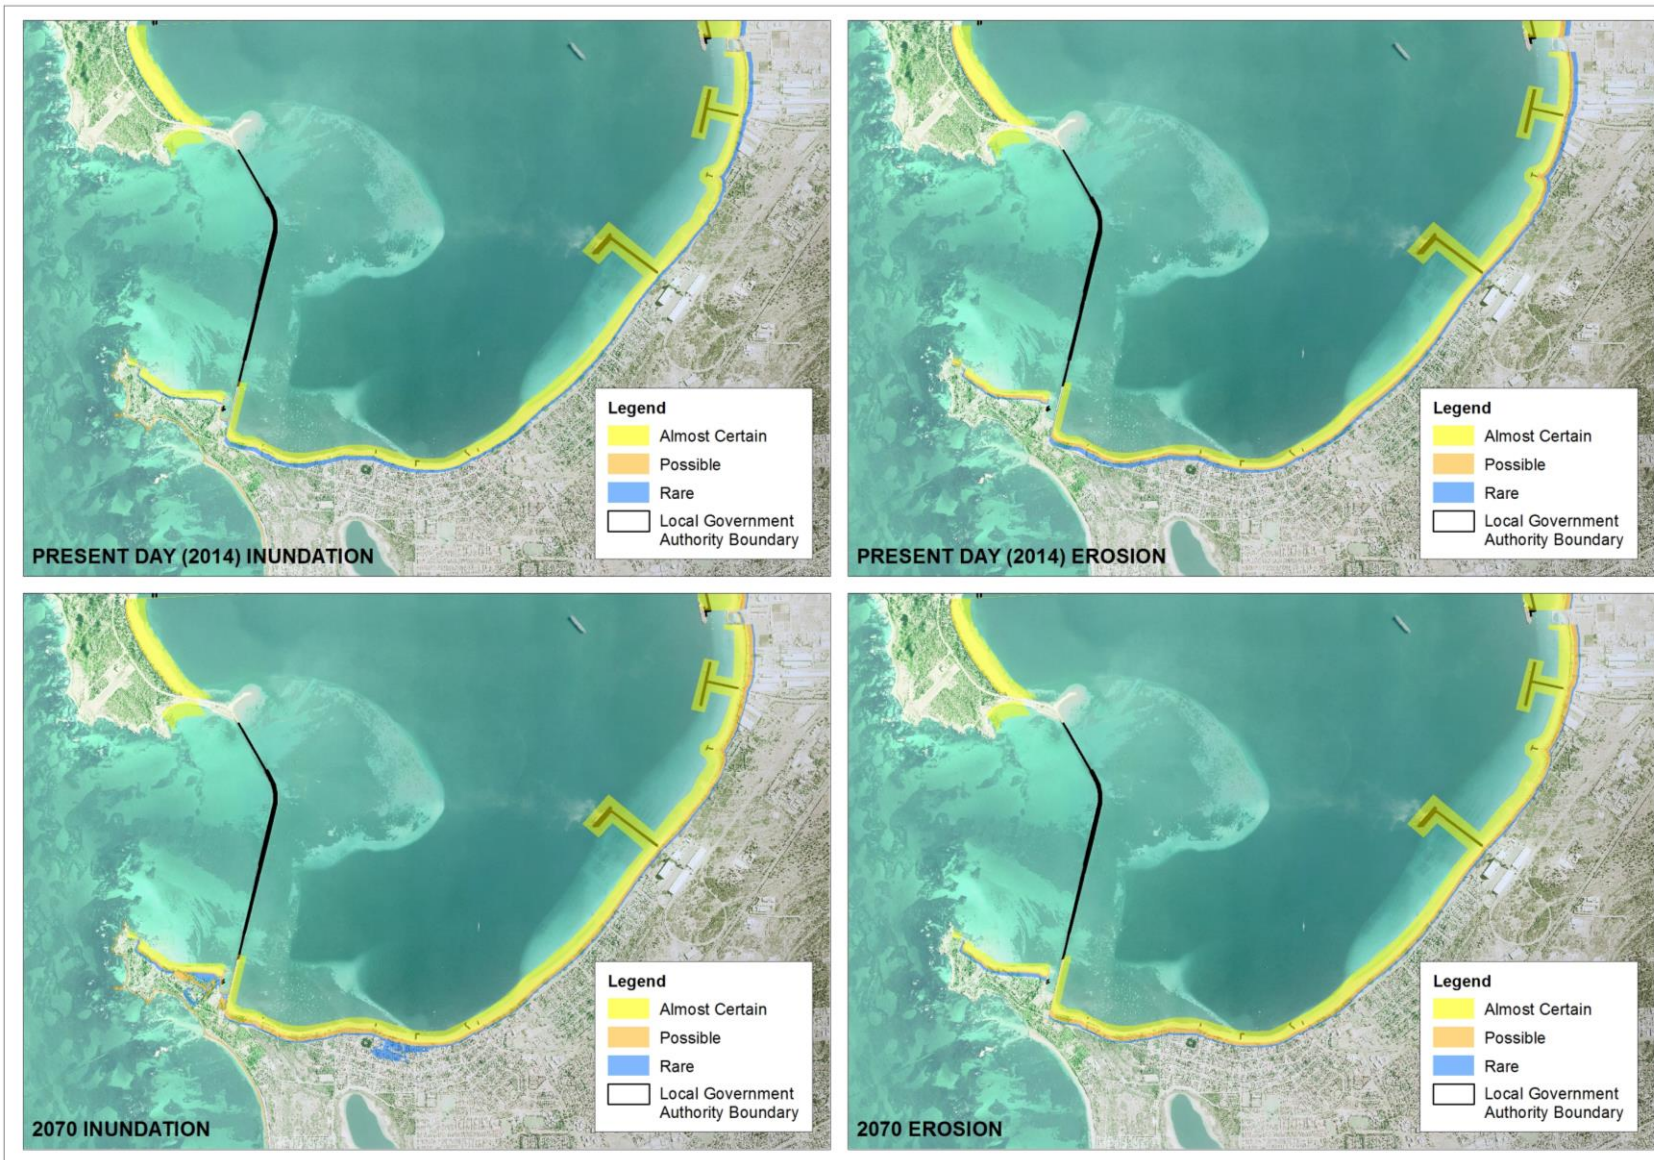 Legend
Almost Certain
Possible
Rare
Local Government
Authority Boundary
PRESENT DAY (2014) INUNDATION
Legend
Almost Certain
Possible
Rare
Local Government
Authority Boundary
PRESENT DAY (2014) EROSION
Legend
Almost Certain
Possible
Rare
Local Government
Authority Boundary
2070 INUNDATION
Legend
Almost Certain
Possible
Rare
Local Government
Authority Boundary
2070 EROSION